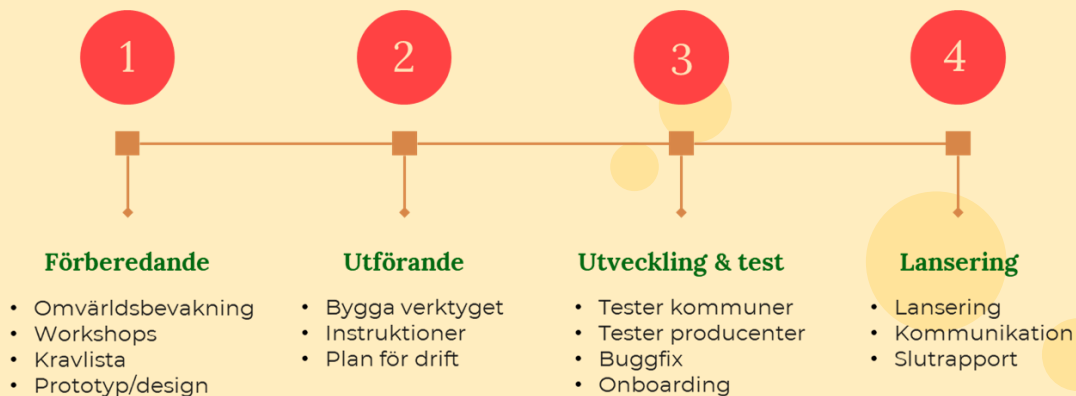 1
2
3
4
Förberedande
• Omvärldsbevakning
• Workshops
• Kravlista
• Prototyp/design
Utförande
• Bygga verktyget
• Instruktioner
• Plan för drift
Utveckling & test
• Tester kommuner
• Tester producenter
• Buggfix
• Onboarding
Lansering
• Lansering
• Kommunikation
• Slutrapport